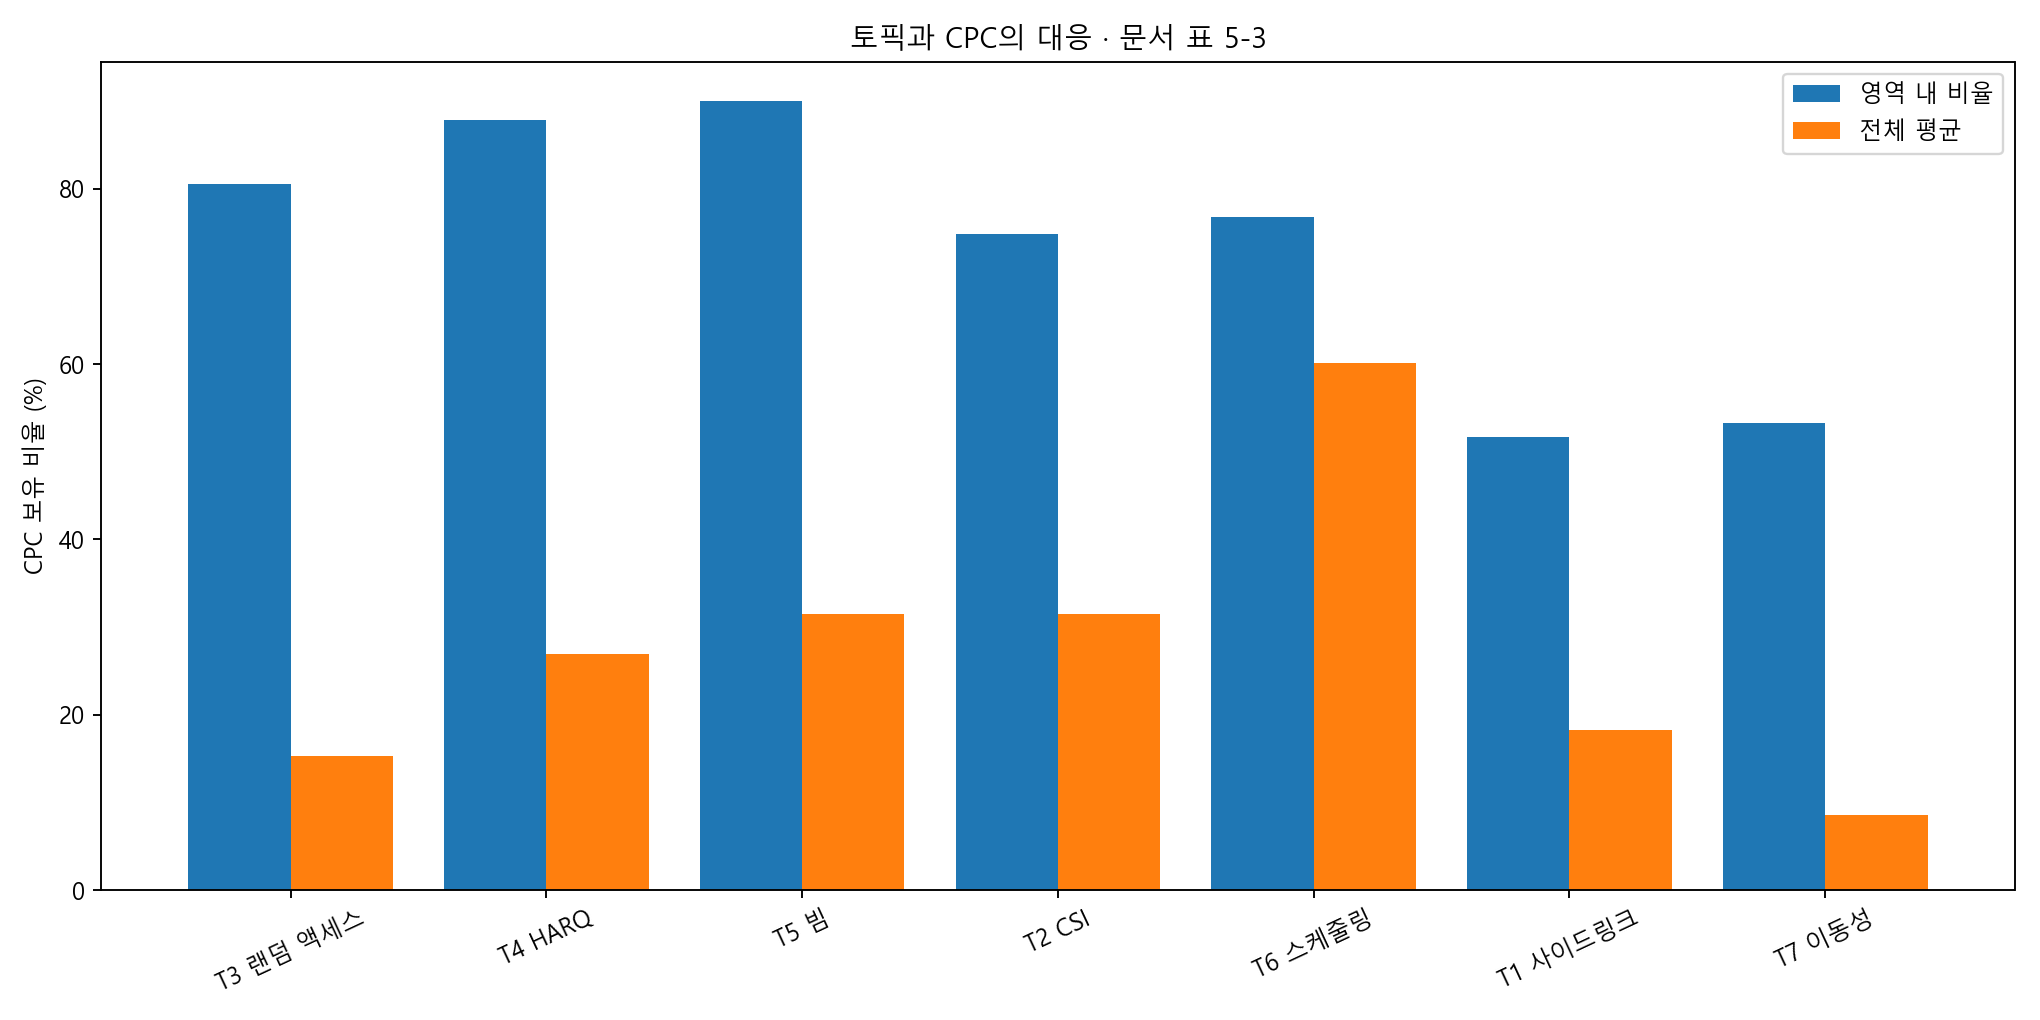 토픽과 CPC의 대응 · 문서 표 5-3
영역 내 비율
전체 평균
CPC 보유 비율 (%)
80
60
40
20
0
T3 랜덤 액세스
T4 HARQ
T5 빔
T2 CSI
T6 스케줄링
T1 사이드링크
T7 이동성